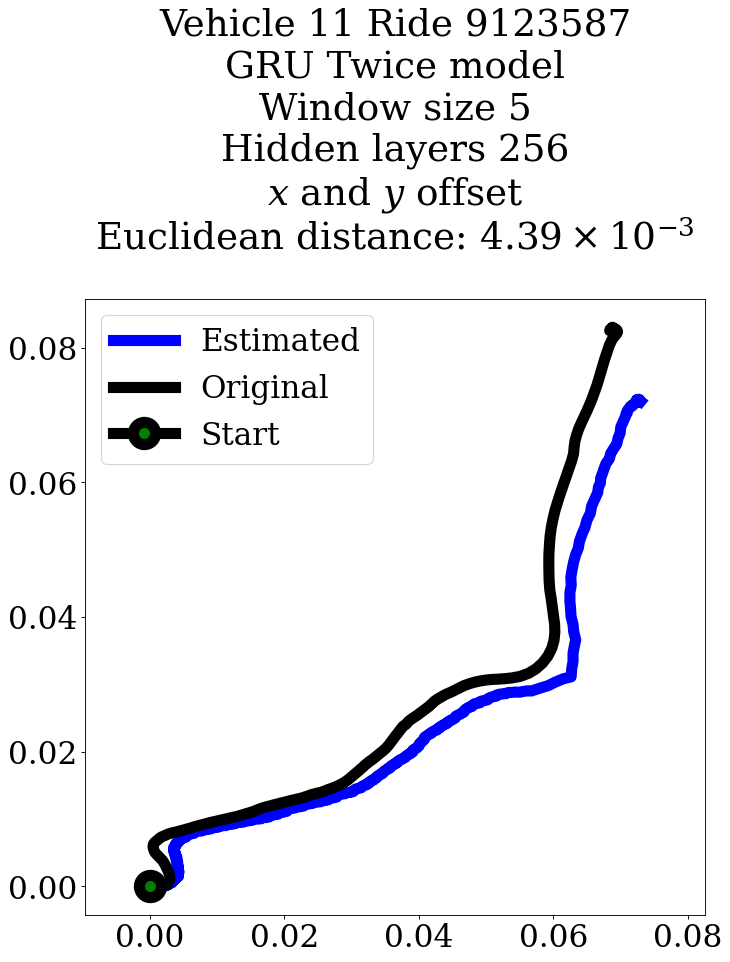 Vehicle 11 Ride 9123587
GRU Twice model
Window size 5
Hidden layers 256
x and y offset
Euclidean distance: 4.39 × 10⁻³
Estimated
Original
Start
0.08
0.06
0.04
0.02
0.00
0.00 0.02 0.04 0.06 0.08